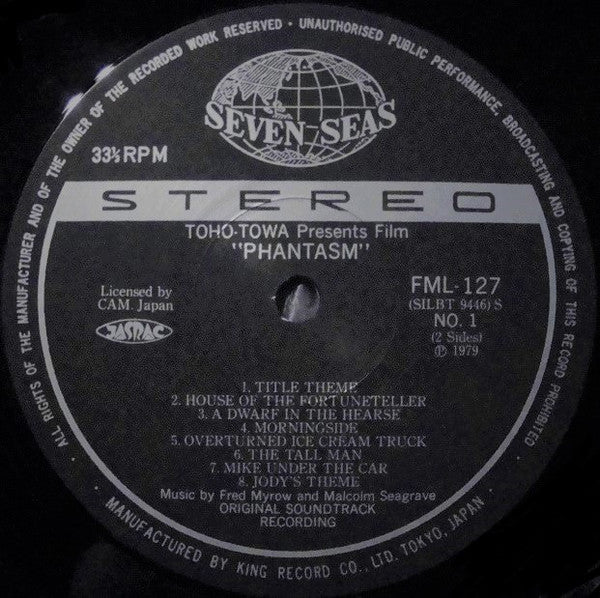 ALL RIGHTS OF THE MANUFACTURER AND OF THE OWNER OF THE RECORDED WORK RESERVED · UNAUTHORISED PUBLIC PERFORMANCE, BROADCASTING AND COPYING OF THIS RECORD PROHIBITED
SEVEN SEAS
33⅓ RPM
STEREO
TOHO-TOWA Presents Film
"PHANTASM"
Licensed by
CAM. Japan
JASRAC
FML-127
(SILBT 9446) S
NO. 1
(2 Sides)
℗ 1979
1. TITLE THEME
2. HOUSE OF THE FORTUNETELLER
3. A DWARF IN THE HEARSE
4. MORNINGSIDE
5. OVERTURNED ICE CREAM TRUCK
6. THE TALL MAN
7. MIKE UNDER THE CAR
8. JODY'S THEME
Music by Fred Myrow and Malcolm Seagrave
ORIGINAL SOUNDTRACK
RECORDING
· MANUFACTURED BY KING RECORD CO., LTD. TOKYO, JAPAN ·